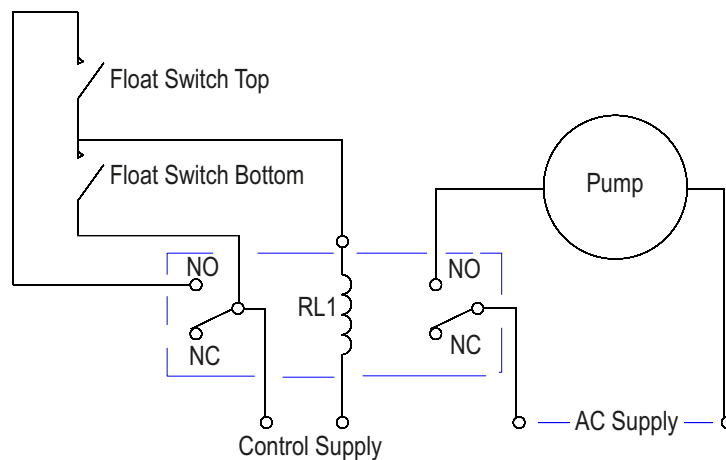 Float Switch Top
Float Switch Bottom
Pump
NO
NO
RL1
NC
NC
AC Supply
Control Supply